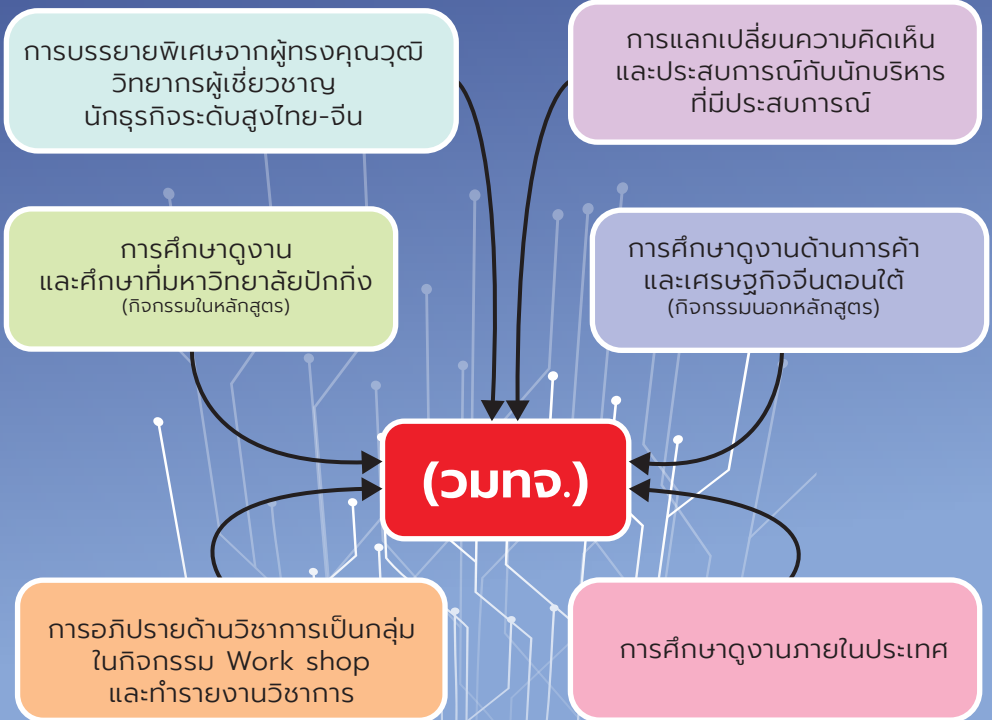 การบรรยายพิเศษจากผู้ทรงคุณวุฒิ
วิทยากรผู้เชี่ยวชาญ
นักธุรกิจระดับสูงไทย-จีน
การแลกเปลี่ยนความคิดเห็น
และประสบการณ์กับนักบริหาร
ที่มีประสบการณ์
การศึกษาดูงาน
และศึกษาที่มหาวิทยาลัยปักกิ่ง
(กิจกรรมในหลักสูตร)
การศึกษาดูงานด้านการค้า
และเศรษฐกิจจีนตอนใต้
(กิจกรรมนอกหลักสูตร)
(วมทจ.)
การอภิปรายด้านวิชาการเป็นกลุ่ม
ในกิจกรรม Work shop
และทำรายงานวิชาการ
การศึกษาดูงานภายในประเทศ